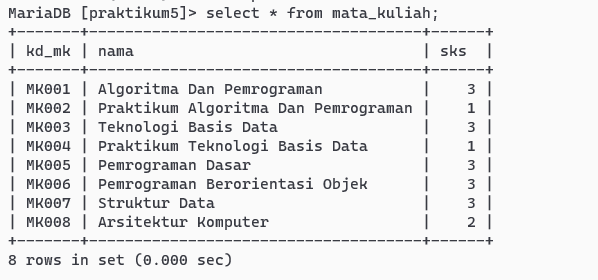 MariaDB [praktikum5]> select * from mata_kuliah;
+-------+------------------------------------+------+
| kd_mk | nama                               | sks  |
+-------+------------------------------------+------+
| MK001 | Algoritma Dan Pemrograman          |    3 |
| MK002 | Praktikum Algoritma Dan Pemrograman |    1 |
| MK003 | Teknologi Basis Data               |    3 |
| MK004 | Praktikum Teknologi Basis Data     |    1 |
| MK005 | Pemrograman Dasar                  |    3 |
| MK006 | Pemrograman Berorientasi Objek     |    3 |
| MK007 | Struktur Data                      |    3 |
| MK008 | Arsitektur Komputer                |    2 |
+-------+------------------------------------+------+
8 rows in set (0.000 sec)